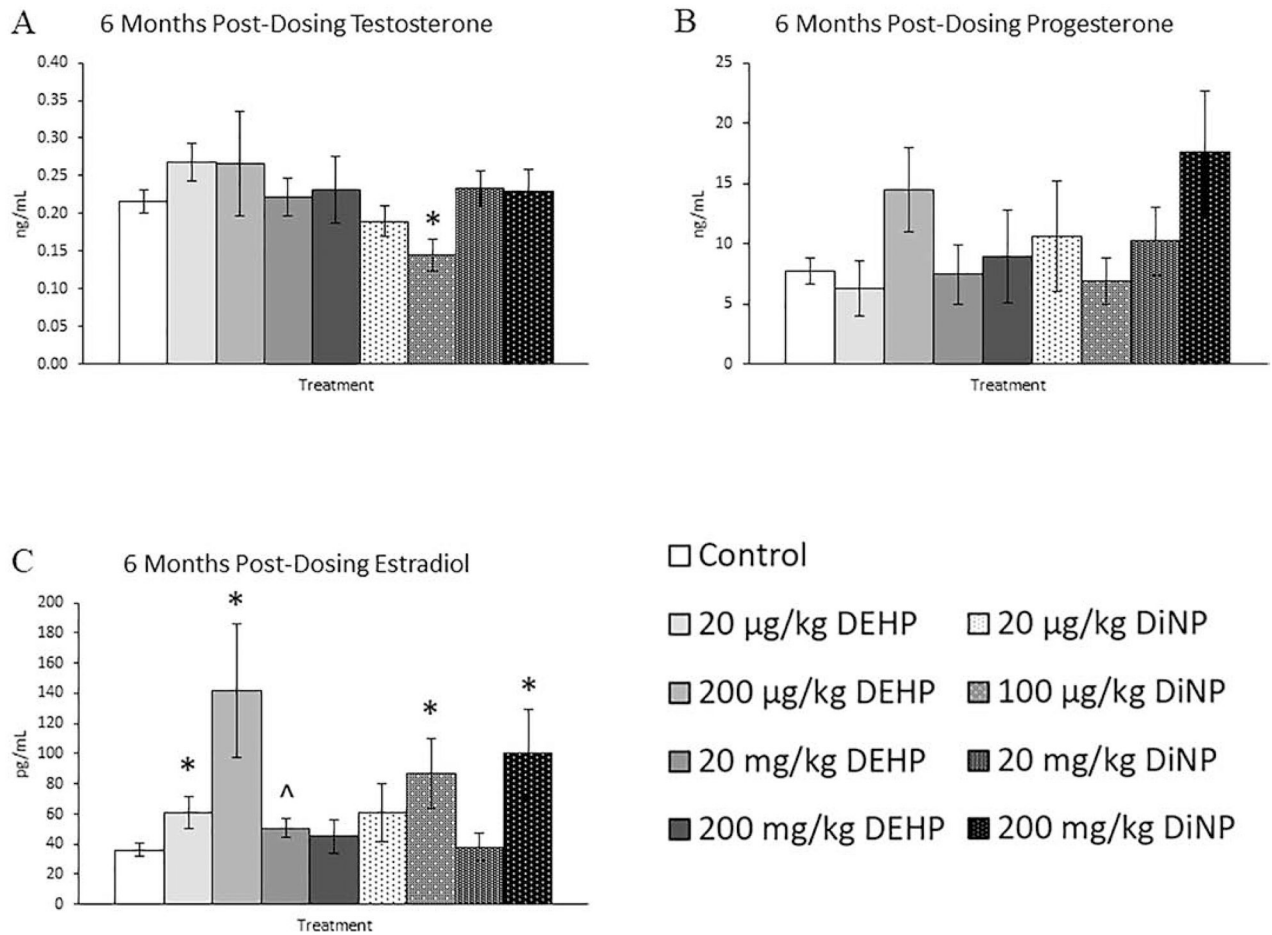 A 6 Months Post-Dosing Testosterone
ng/mL
0.40
0.35
0.30
0.25
0.20
0.15
0.10
0.05
0.00
*
Treatment
B 6 Months Post-Dosing Progesterone
ng/mL
25
20
15
10
5
0
Treatment
C 6 Months Post-Dosing Estradiol
pg/mL
200
180
160
140
120
100
80
60
40
20
0
* * ^ * *
Treatment
Control
20 µg/kg DEHP 20 µg/kg DiNP
200 µg/kg DEHP 100 µg/kg DiNP
20 mg/kg DEHP 20 mg/kg DiNP
200 mg/kg DEHP 200 mg/kg DiNP